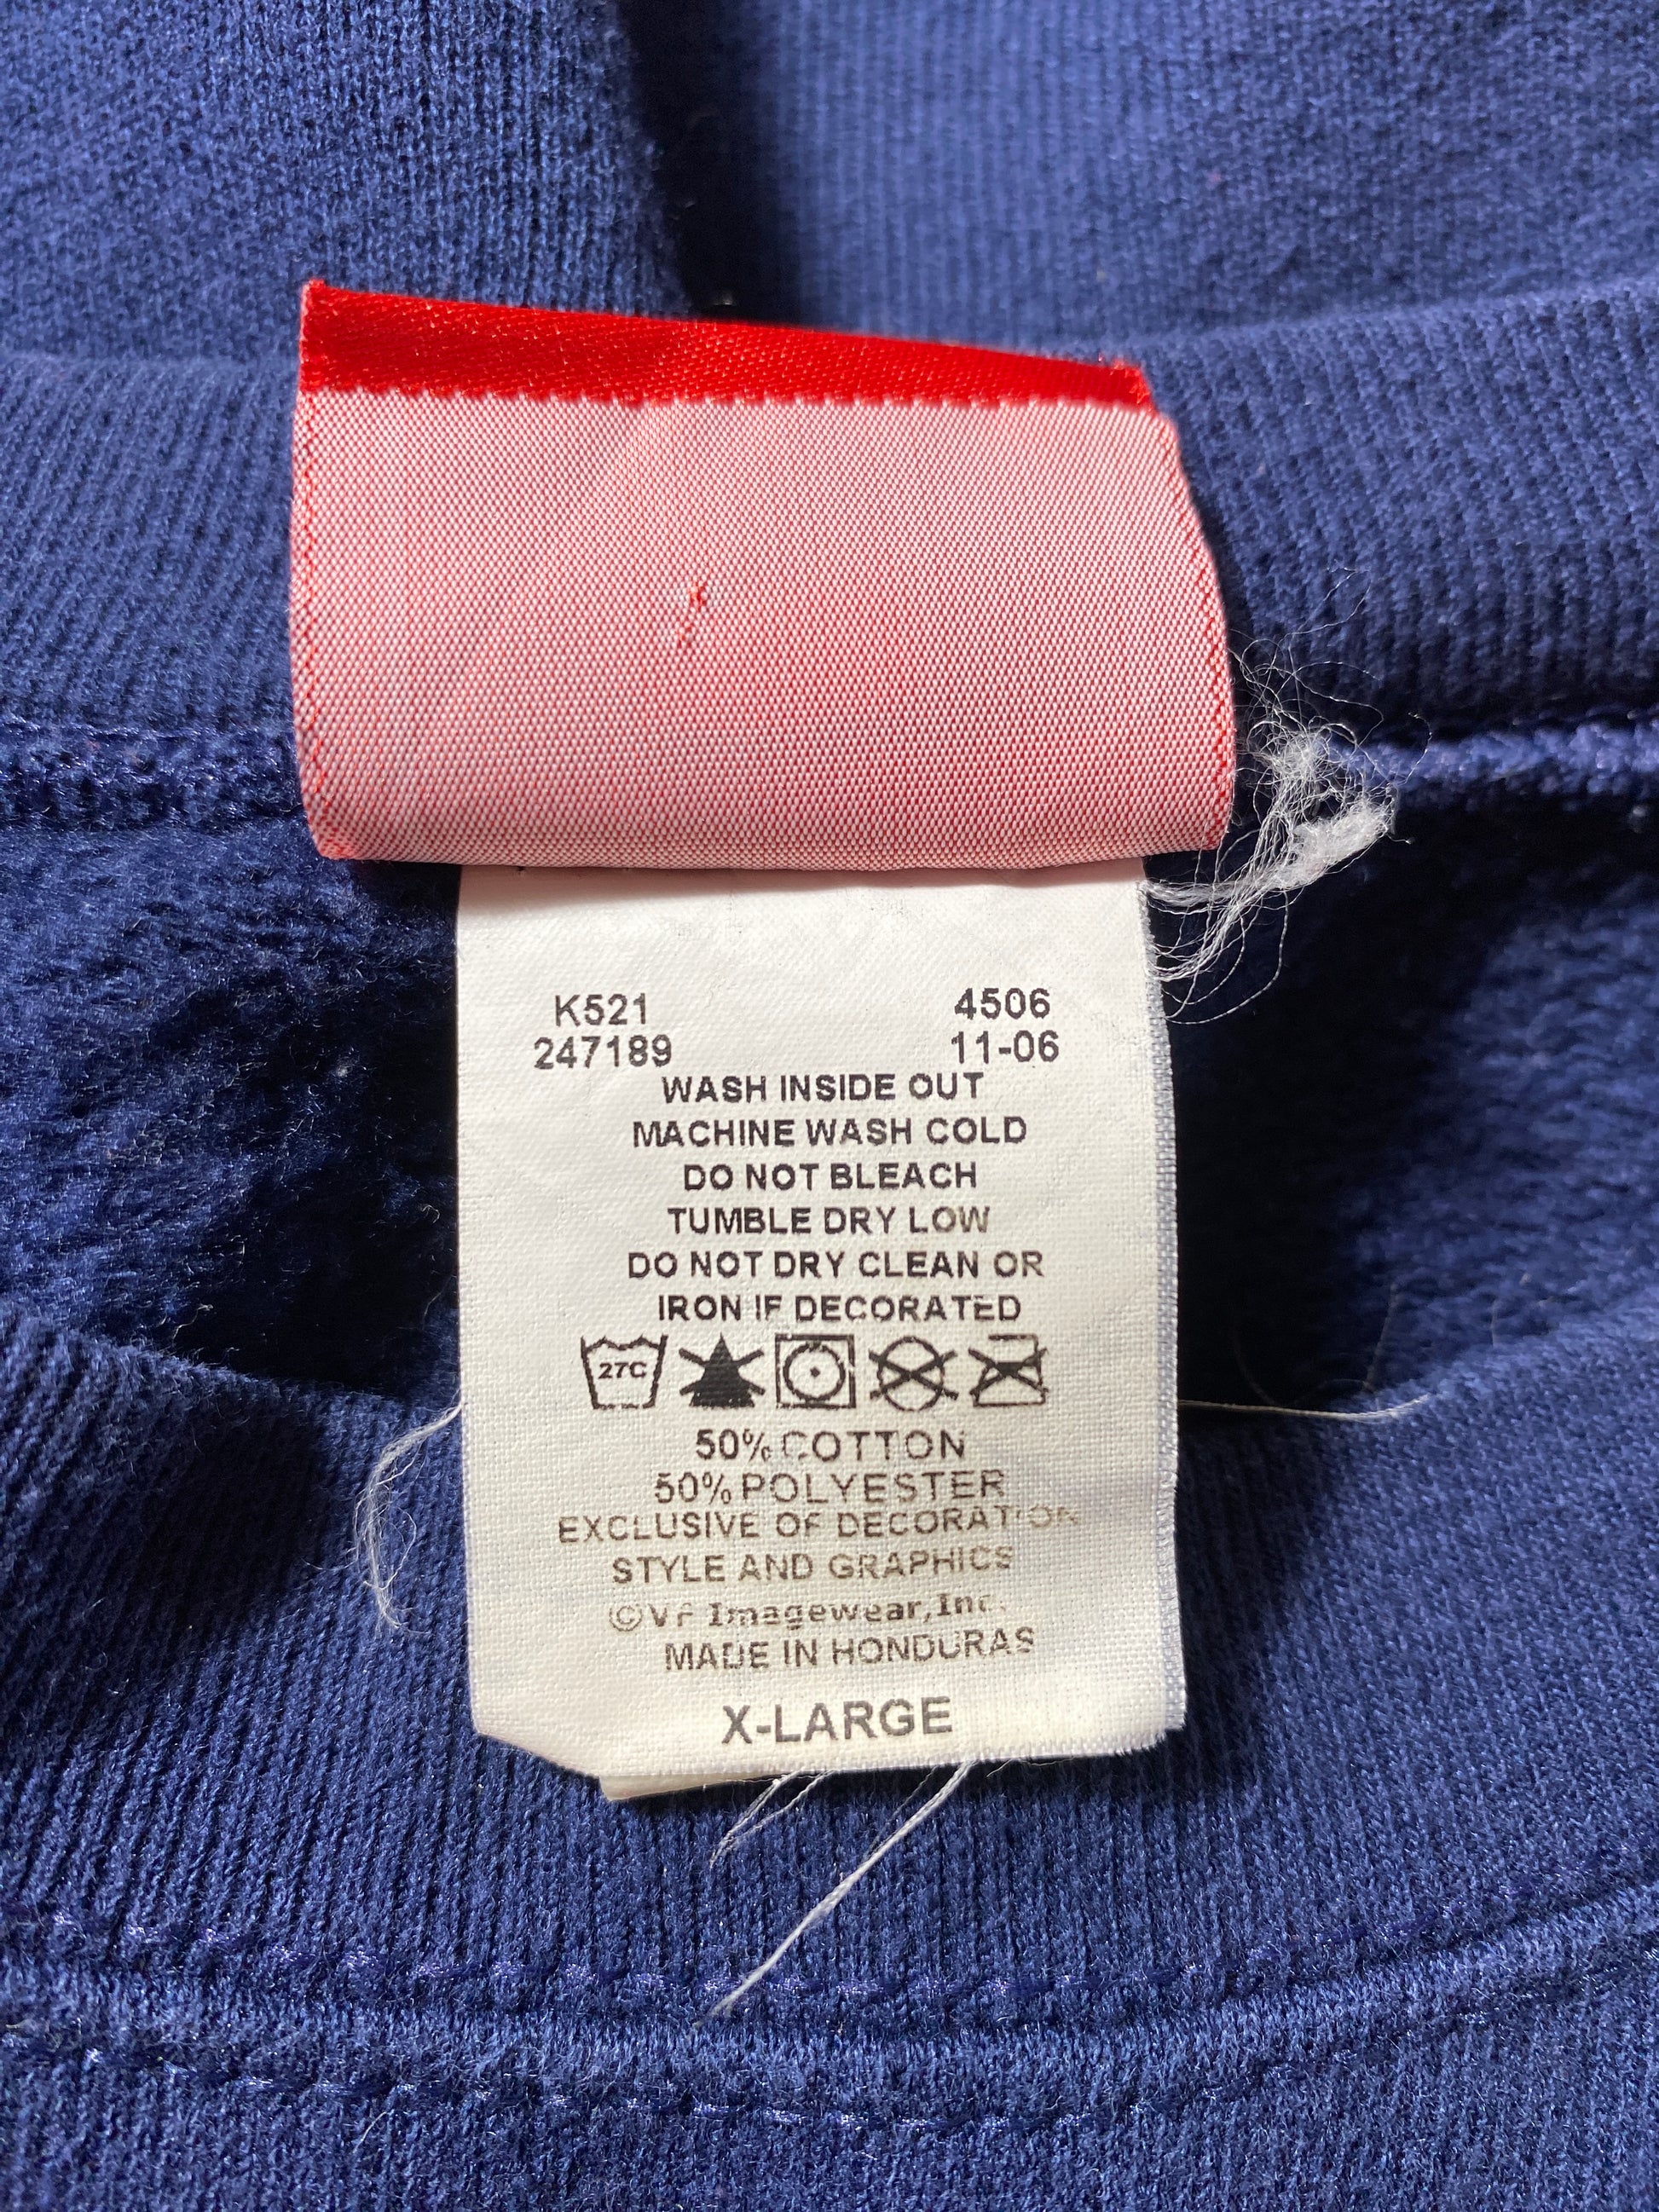 K521 4506
247189 11-06
WASH INSIDE OUT
MACHINE WASH COLD
DO NOT BLEACH
TUMBLE DRY LOW
DO NOT DRY CLEAN OR
IRON IF DECORATED
27C
50% COTTON
50% POLYESTER
EXCLUSIVE OF DECORATION
STYLE AND GRAPHICS
©VF Imagewear, Inc.
MADE IN HONDURAS
X-LARGE